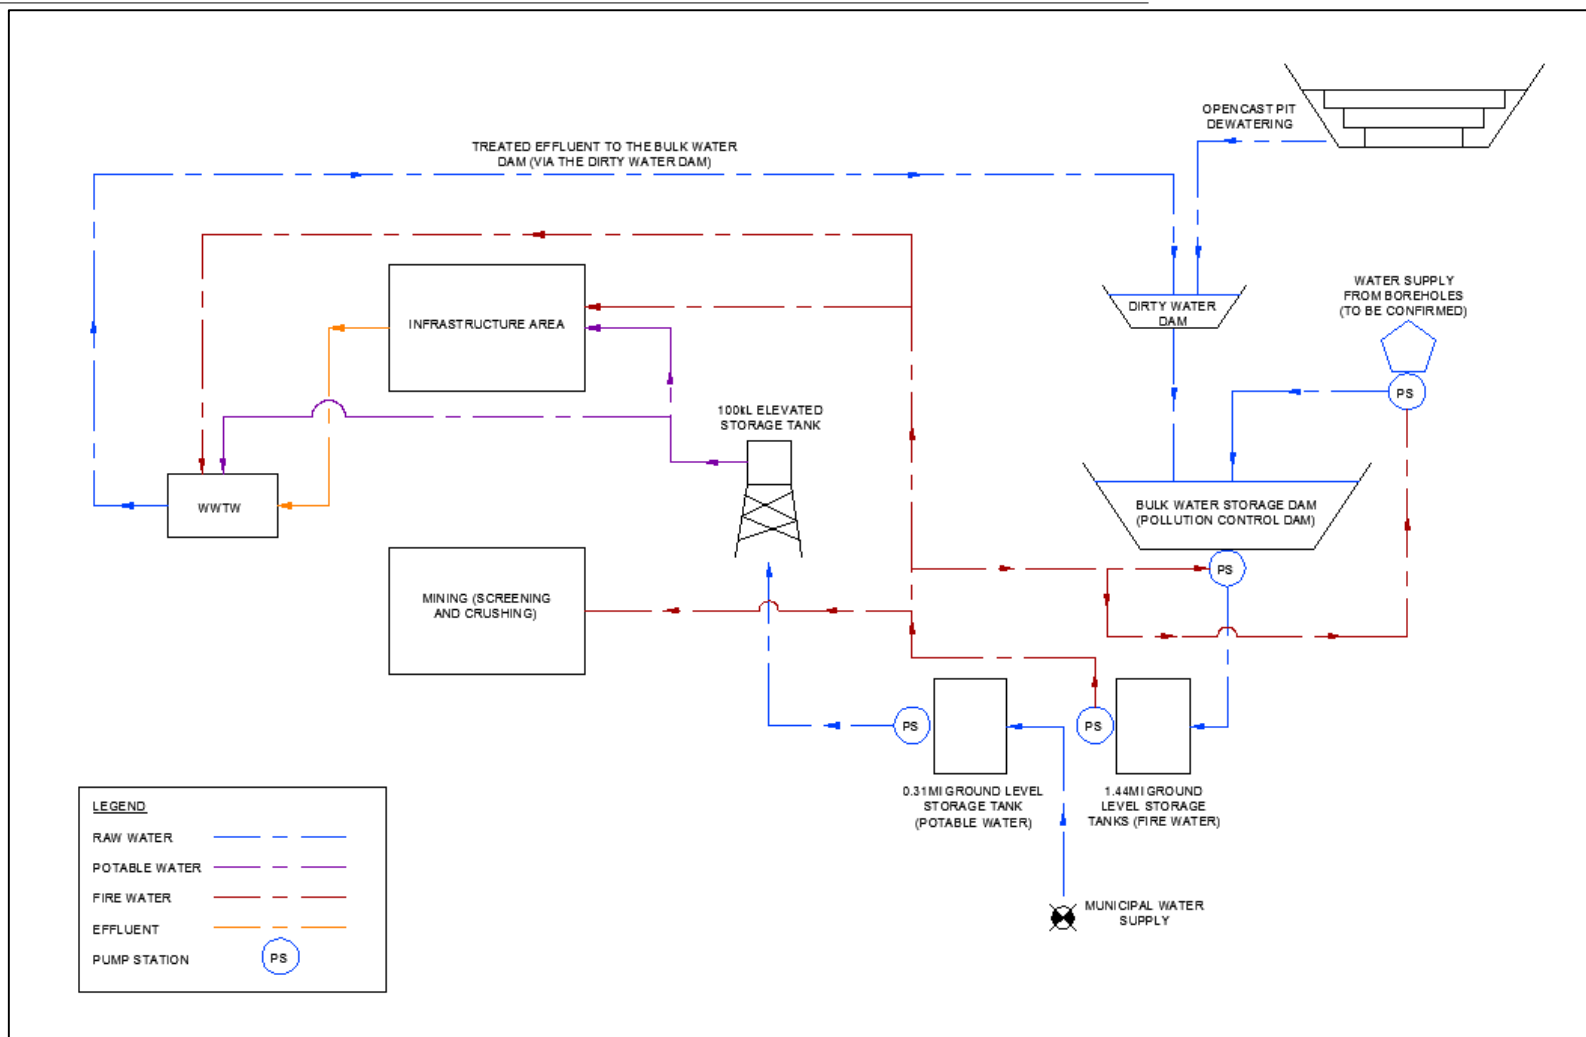 OPENCAST PIT
DEWATERING
TREATED EFFLUENT TO THE BULK WATER
DAM (VIA THE DIRTY WATER DAM)
WATER SUPPLY
FROM BOREHOLES
(TO BE CONFIRMED)
DIRTY WATER
DAM
INFRASTRUCTURE AREA
PS
100kL ELEVATED
STORAGE TANK
WWTW
BULK WATER STORAGE DAM
(POLLUTION CONTROL DAM)
PS
MINING (SCREENING
AND CRUSHING)
PS
PS
0.31Ml GROUND LEVEL
STORAGE TANK
(POTABLE WATER)
1.44Ml GROUND
LEVEL STORAGE
TANKS (FIRE WATER)
MUNICIPAL WATER
SUPPLY
LEGEND
RAW WATER
POTABLE WATER
FIRE WATER
EFFLUENT
PUMP STATION
PS